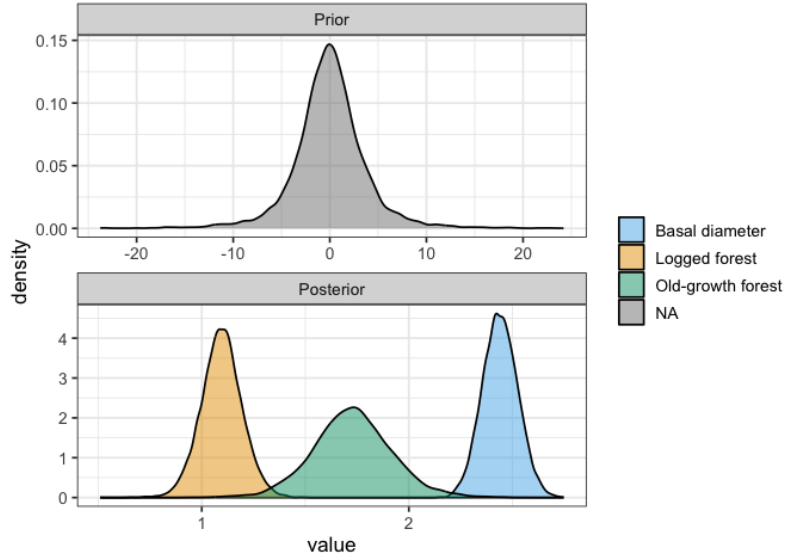 Prior
0.15
0.10
0.05
0.00
-20 -10 0 10 20
density
Posterior
4
3
2
1
0
1 2
value
Basal diameter
Logged forest
Old-growth forest
NA